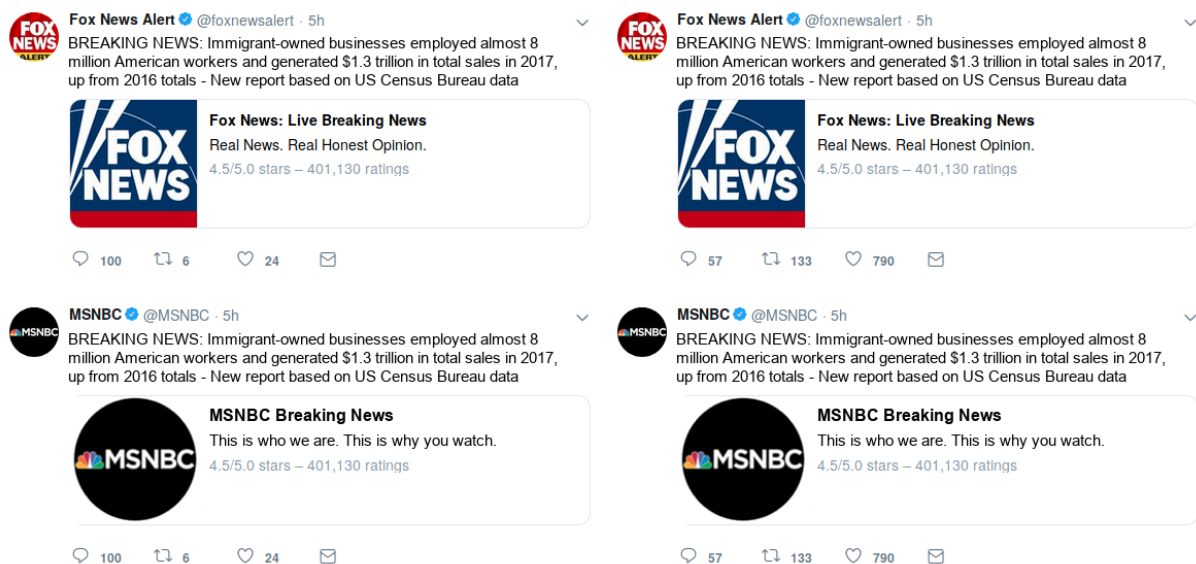 Fox News Alert @foxnewsalert · 5h
BREAKING NEWS: Immigrant-owned businesses employed almost 8
million American workers and generated $1.3 trillion in total sales in 2017,
up from 2016 totals - New report based on US Census Bureau data
FOX
NEWS
ALERT
FOX
NEWS
Fox News: Live Breaking News
Real News. Real Honest Opinion.
4.5/5.0 stars – 401,130 ratings
100 6 24
Fox News Alert @foxnewsalert · 5h
BREAKING NEWS: Immigrant-owned businesses employed almost 8
million American workers and generated $1.3 trillion in total sales in 2017,
up from 2016 totals - New report based on US Census Bureau data
FOX
NEWS
ALERT
FOX
NEWS
Fox News: Live Breaking News
Real News. Real Honest Opinion.
4.5/5.0 stars – 401,130 ratings
57 133 790
MSNBC @MSNBC · 5h
BREAKING NEWS: Immigrant-owned businesses employed almost 8
million American workers and generated $1.3 trillion in total sales in 2017,
up from 2016 totals - New report based on US Census Bureau data
MSNBC
MSNBC
MSNBC Breaking News
This is who we are. This is why you watch.
4.5/5.0 stars – 401,130 ratings
100 6 24
MSNBC @MSNBC · 5h
BREAKING NEWS: Immigrant-owned businesses employed almost 8
million American workers and generated $1.3 trillion in total sales in 2017,
up from 2016 totals - New report based on US Census Bureau data
MSNBC
MSNBC
MSNBC Breaking News
This is who we are. This is why you watch.
4.5/5.0 stars – 401,130 ratings
57 133 790